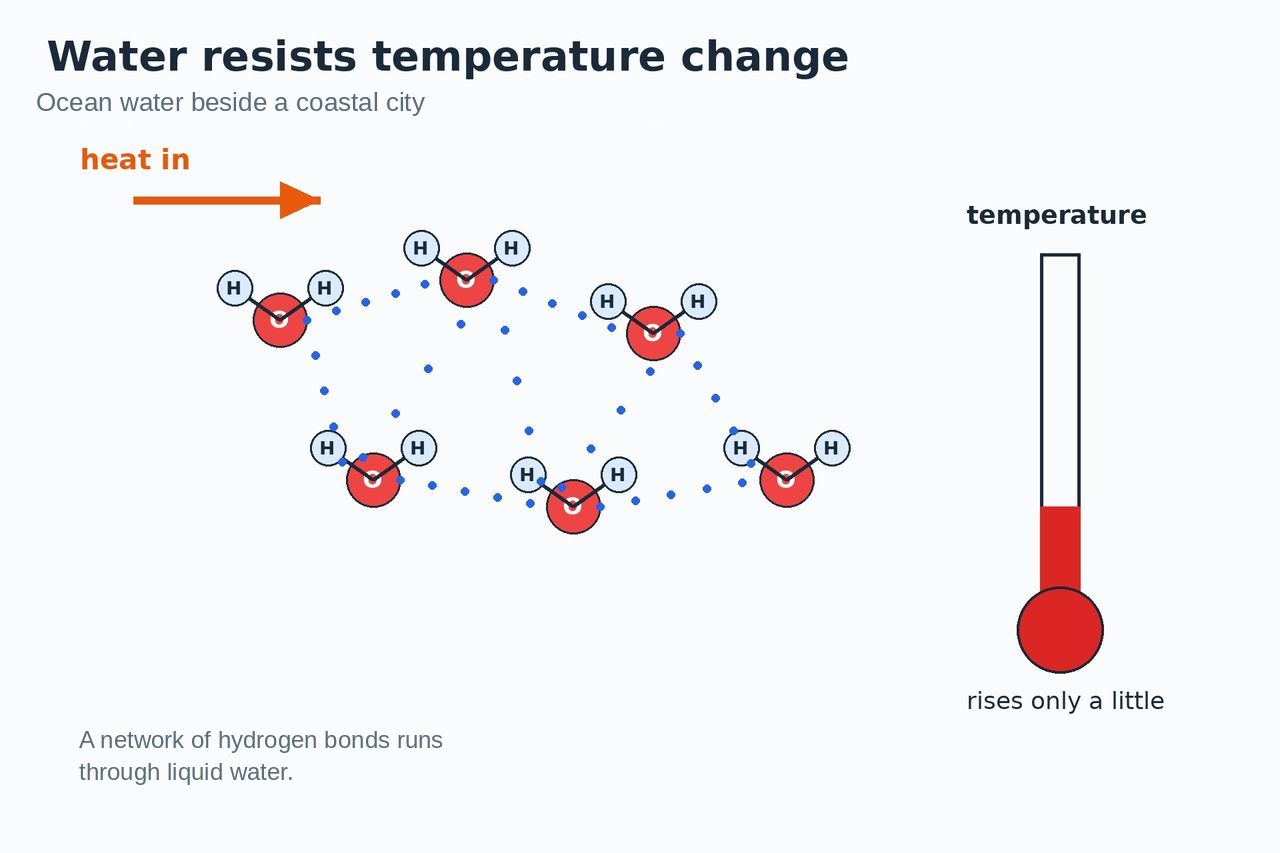 Water resists temperature change
Ocean water beside a coastal city
heat in
temperature
H H
H H
H H
O
O
O
H H
H H
H H
O
O
O
rises only a little
A network of hydrogen bonds runs
through liquid water.